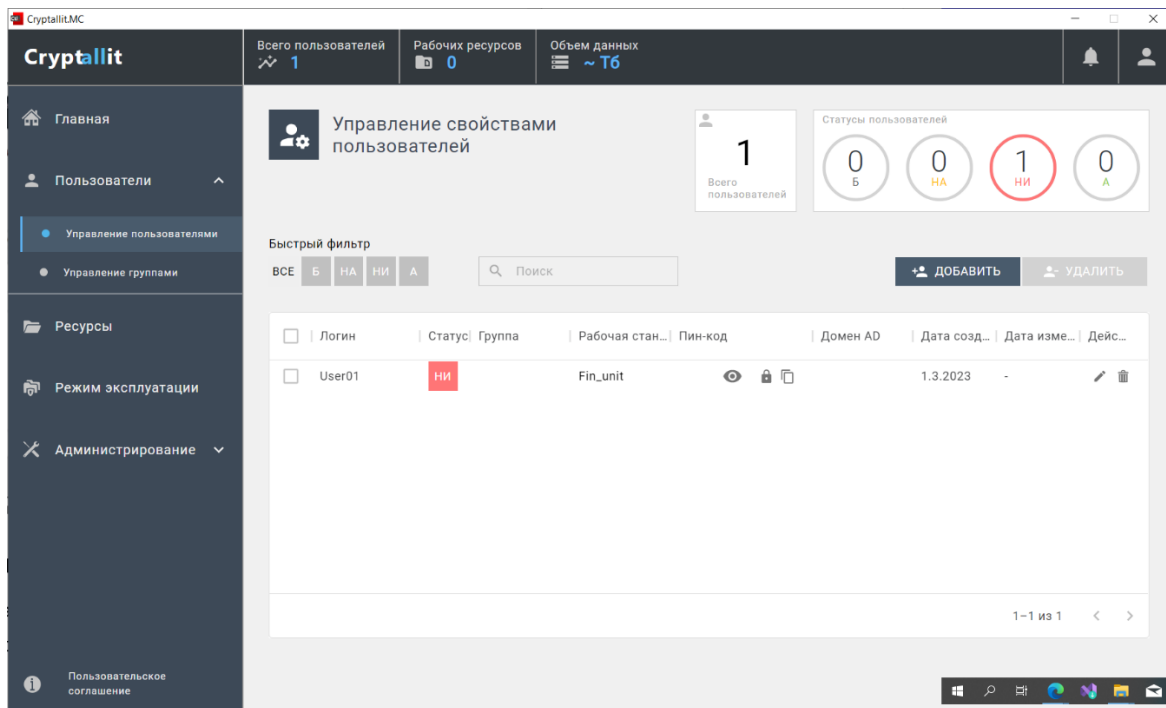 Cryptallit.MC
Cryptallit
Всего пользователей
1
Рабочих ресурсов
0
Объем данных
~ Тб
Главная
Пользователи
Управление пользователями
Управление группами
Ресурсы
Режим эксплуатации
Администрирование
Пользовательское
соглашение
Управление свойствами
пользователей
1
Всего
пользователей
Статусы пользователей
0
Б
0
НА
1
НИ
0
А
Быстрый фильтр
ВСЕ Б НА НИ А
Поиск
ДОБАВИТЬ
УДАЛИТЬ
Логин Статус Группа Рабочая стан... Пин-код Домен AD Дата созд... Дата изме... Дейс...
User01 НИ Fin_unit 1.3.2023 -
1–1 из 1